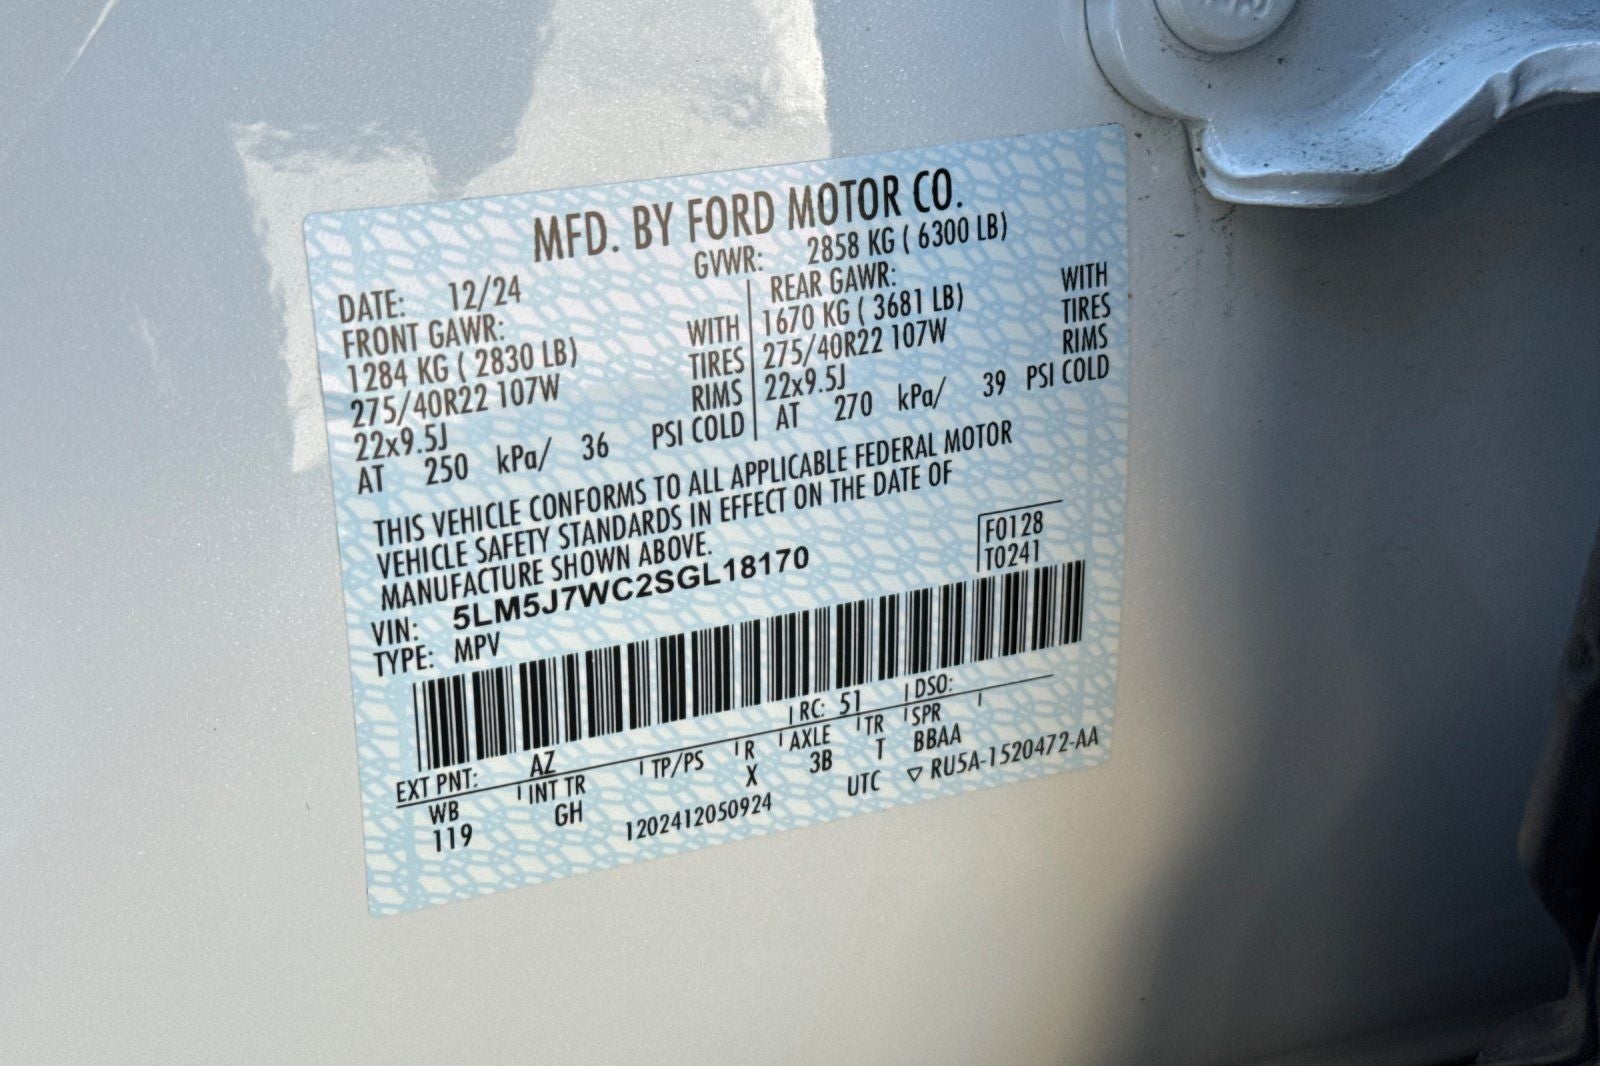 MFD. BY FORD MOTOR CO.
DATE: 12/24 GVWR: 2858 KG ( 6300 LB)
FRONT GAWR: REAR GAWR:
1284 KG ( 2830 LB) WITH 1670 KG ( 3681 LB) WITH
275/40R22 107W TIRES 275/40R22 107W TIRES
22x9.5J RIMS 22x9.5J RIMS
AT 250 kPa/ 36 PSI COLD AT 270 kPa/ 39 PSI COLD
THIS VEHICLE CONFORMS TO ALL APPLICABLE FEDERAL MOTOR
VEHICLE SAFETY STANDARDS IN EFFECT ON THE DATE OF
MANUFACTURE SHOWN ABOVE.
F0128
T0241
VIN: 5LM5J7WC2SGL18170
TYPE: MPV
EXT PNT: AZ RC: 51 DSO:
WB INT TR TP/PS R AXLE TR SPR
119 GH X 3B T BBAA
1202412050924 UTC ▽ RU5A-1520472-AA